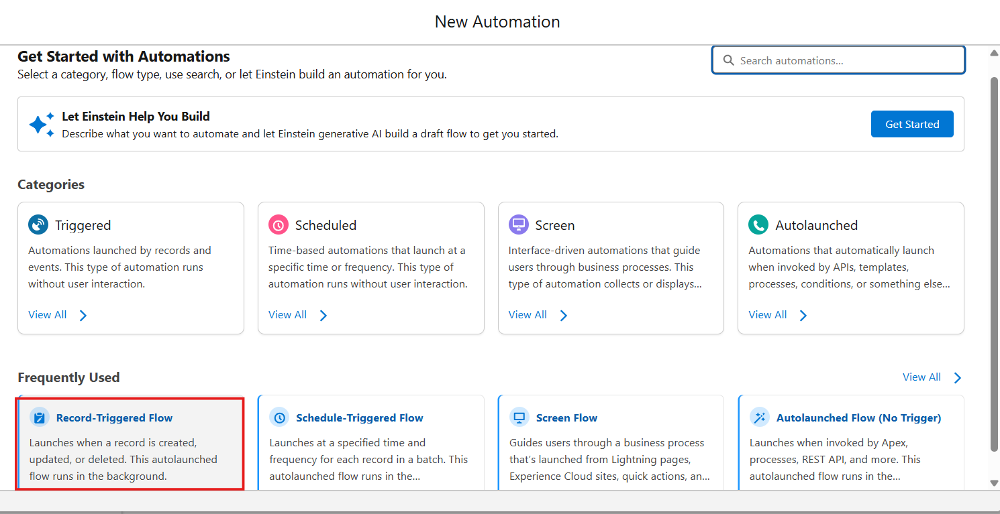 New Automation
Get Started with Automations
Search automations...
Select a category, flow type, use search, or let Einstein build an automation for you.
Let Einstein Help You Build
Describe what you want to automate and let Einstein generative AI build a draft flow to get you started.
Get Started
Categories
Triggered
Automations launched by records and
events. This type of automation runs
without user interaction.
View All
Scheduled
Time-based automations that launch at a
specific time or frequency. This type of
automation runs without user interaction.
View All
Screen
Interface-driven automations that guide
users through business processes. This
type of automation collects or displays...
View All
Autolaunched
Automations that automatically launch
when invoked by APIs, templates,
processes, conditions, or something else...
View All
Frequently Used
View All
Record-Triggered Flow
Launches when a record is created,
updated, or deleted. This autolaunched
flow runs in the background.
Schedule-Triggered Flow
Launches at a specified time and
frequency for each record in a batch. This
autolaunched flow runs in the...
Screen Flow
Guides users through a business process
that’s launched from Lightning pages,
Experience Cloud sites, quick actions, an...
Autolaunched Flow (No Trigger)
Launches when invoked by Apex,
processes, REST API, and more. This
autolaunched flow runs in the...